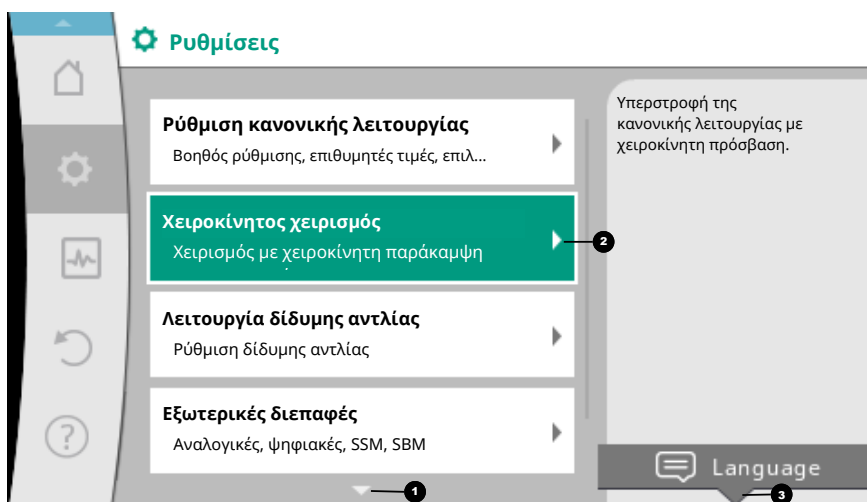 Ρυθμίσεις
Ρύθμιση κανονικής λειτουργίας
Βοηθός ρύθμισης, επιθυμητές τιμές, επιλ...
Χειροκίνητος χειρισμός
Χειρισμός με χειροκίνητη παράκαμψη
2
Λειτουργία δίδυμης αντλίας
Ρύθμιση δίδυμης αντλίας
Εξωτερικές διεπαφές
Αναλογικές, ψηφιακές, SSM, SBM
1
Υπερστροφή της
κανονικής λειτουργίας με
χειροκίνητη πρόσβαση.
Language
3
?